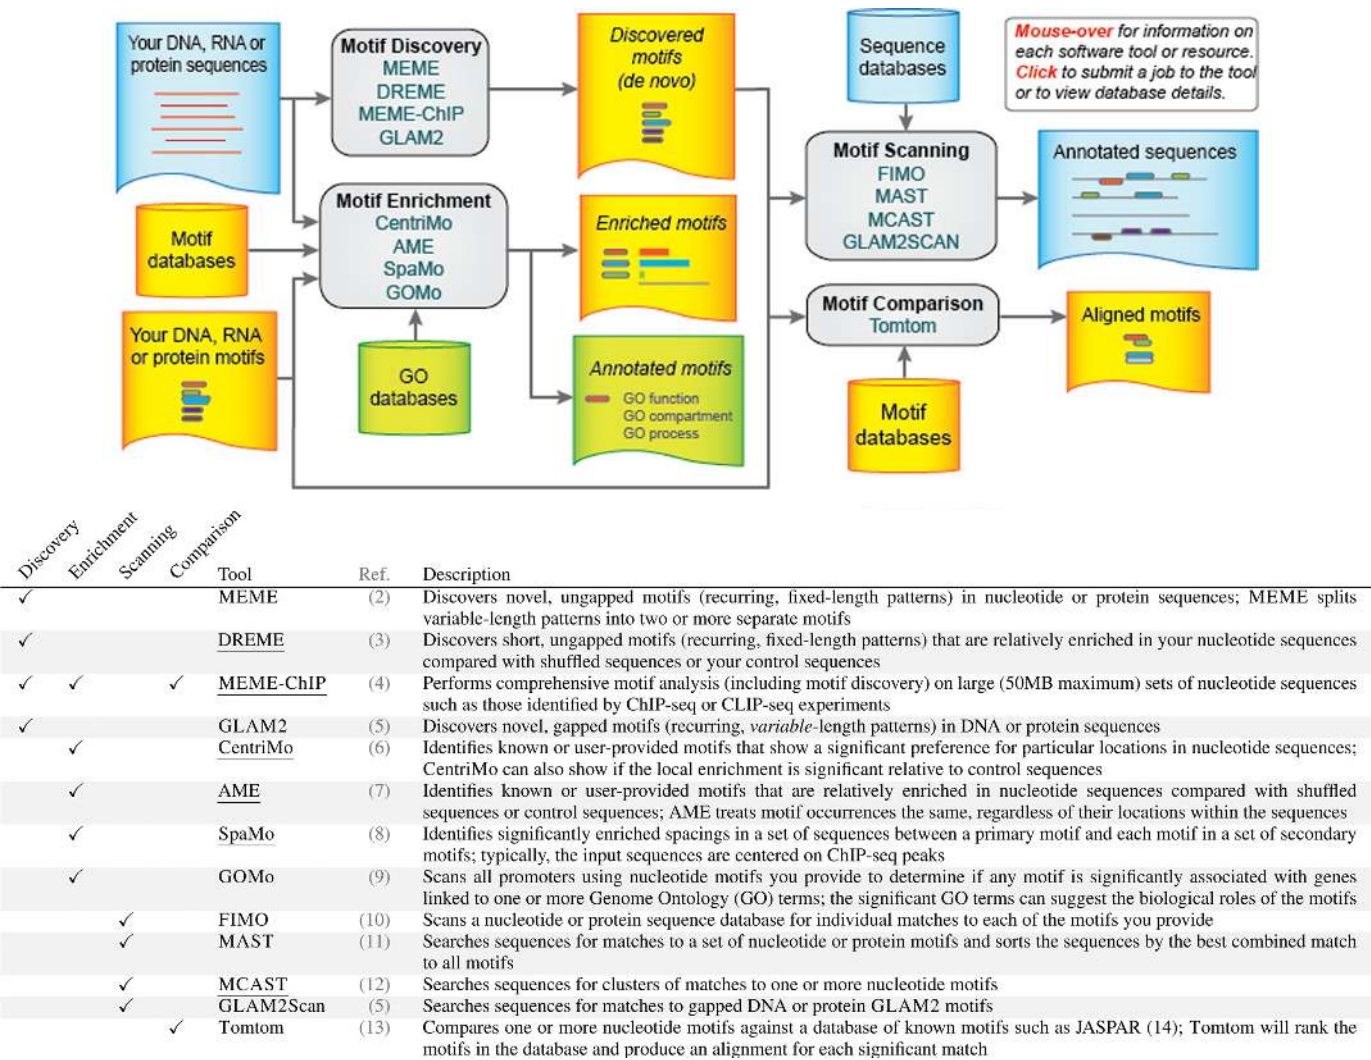 Your DNA, RNA or
protein sequences
Motif Discovery
MEME
DREME
MEME-ChIP
GLAM2
Discovered
motifs
(de novo)
Sequence
databases
Mouse-over for information on
each software tool or resource.
Click to submit a job to the tool
or to view database details.
Motif
databases
Motif Enrichment
CentriMo
AME
SpaMo
GOMo
Enriched motifs
Motif Scanning
FIMO
MAST
MCAST
GLAM2SCAN
Annotated sequences
Your DNA, RNA
or protein motifs
GO
databases
Annotated motifs
GO function
GO compartment
GO process
Motif Comparison
Tomtom
Aligned motifs
Motif
databases
Discovery
Enrichment
Scanning
Comparison
Tool Ref. Description
✓ MEME (2) Discovers novel, ungapped motifs (recurring, fixed-length patterns) in nucleotide or protein sequences; MEME splits
variable-length patterns into two or more separate motifs
✓ DREME (3) Discovers short, ungapped motifs (recurring, fixed-length patterns) that are relatively enriched in your nucleotide sequences
compared with shuffled sequences or your control sequences
✓ ✓ ✓ MEME-ChIP (4) Performs comprehensive motif analysis (including motif discovery) on large (50MB maximum) sets of nucleotide sequences
such as those identified by ChIP-seq or CLIP-seq experiments
✓ GLAM2 (5) Discovers novel, gapped motifs (recurring, variable-length patterns) in DNA or protein sequences
✓ CentriMo (6) Identifies known or user-provided motifs that show a significant preference for particular locations in nucleotide sequences;
CentriMo can also show if the local enrichment is significant relative to control sequences
✓ AME (7) Identifies known or user-provided motifs that are relatively enriched in nucleotide sequences compared with shuffled
sequences or control sequences; AME treats motif occurrences the same, regardless of their locations within the sequences
✓ SpaMo (8) Identifies significantly enriched spacings in a set of sequences between a primary motif and each motif in a set of secondary
motifs; typically, the input sequences are centered on ChIP-seq peaks
✓ GOMo (9) Scans all promoters using nucleotide motifs you provide to determine if any motif is significantly associated with genes
linked to one or more Genome Ontology (GO) terms; the significant GO terms can suggest the biological roles of the motifs
✓ FIMO (10) Scans a nucleotide or protein sequence database for individual matches to each of the motifs you provide
✓ MAST (11) Searches sequences for matches to a set of nucleotide or protein motifs and sorts the sequences by the best combined match
to all motifs
✓ MCAST (12) Searches sequences for clusters of matches to one or more nucleotide motifs
✓ GLAM2Scan (5) Searches sequences for matches to gapped DNA or protein GLAM2 motifs
✓ Tomtom (13) Compares one or more nucleotide motifs against a database of known motifs such as JASPAR (14); Tomtom will rank the
motifs in the database and produce an alignment for each significant match